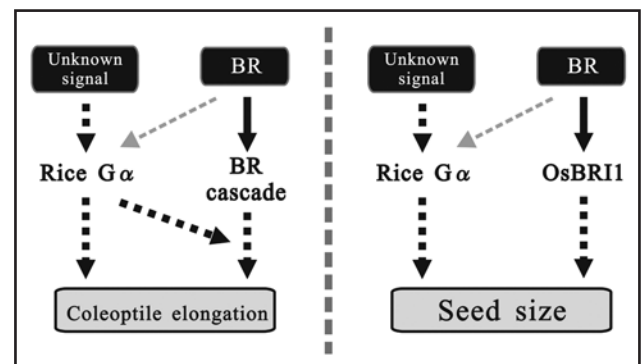 Unknown
signal
BR
Rice Gα
BR
cascade
Coleoptile elongation
Unknown
signal
BR
Rice Gα
OsBRI1
Seed size